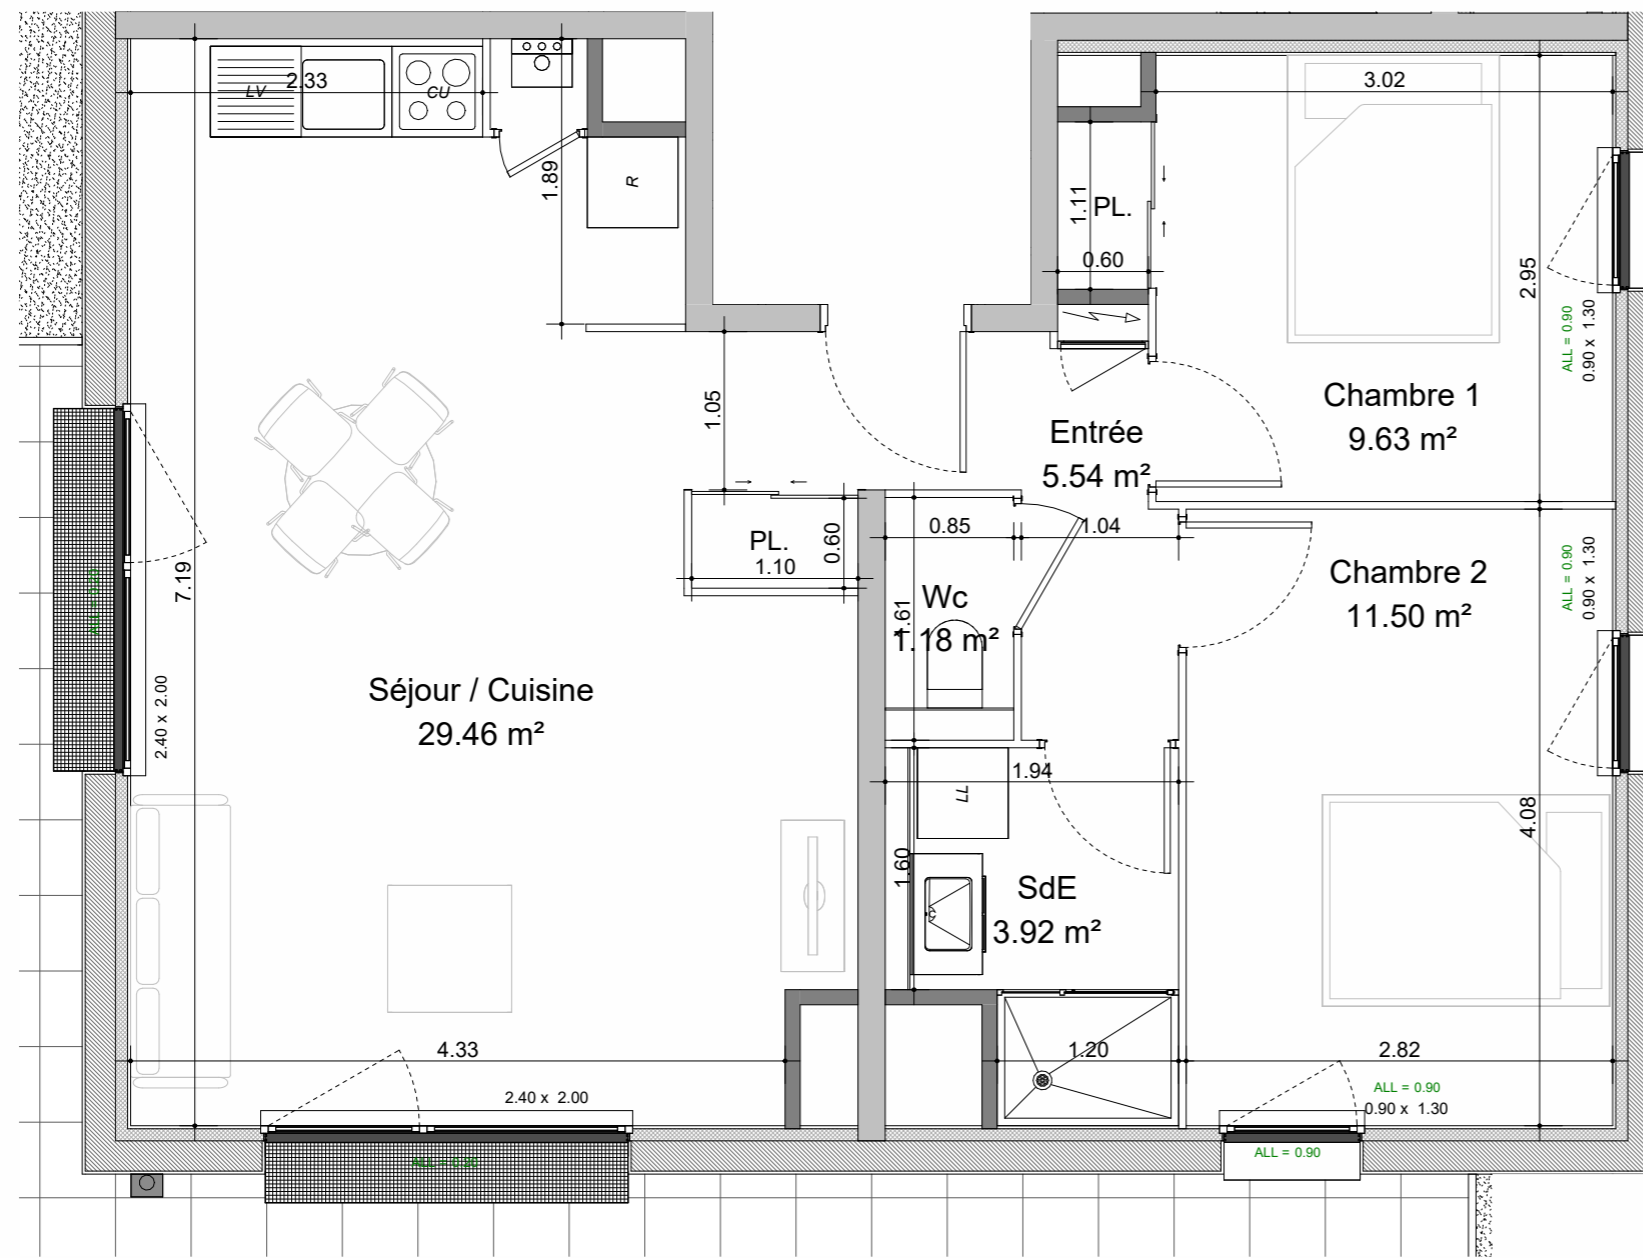 LV
2.33
CU
1.89
R
3.02
1.11
PL.
0.60
2.95
ALL = 0.90
0.90 x 1.30
Chambre 1
9.63 m²
1.05
Entrée
5.54 m²
PL.
1.10
0.60
0.85
1.04
Wc
1.18 m²
1.61
Chambre 2
11.50 m²
ALL = 0.90
0.90 x 1.30
7.19
2.40 x 2.00
Séjour / Cuisine
29.46 m²
1.94
LL
1.60
SdE
3.92 m²
4.08
4.33
2.40 x 2.00
ALL = 0.20
1.20
2.82
ALL = 0.90
0.90 x 1.30
ALL = 0.90